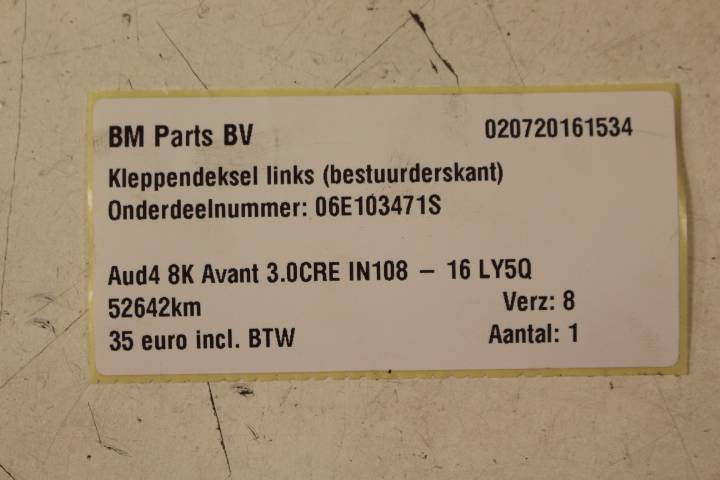 BM Parts BV 020720161534
Kleppendeksel links (bestuurderskant)
Onderdeelnummer: 06E103471S
Aud4 8K Avant 3.0CRE IN108 – 16 LY5Q
52642km Verz: 8
35 euro incl. BTW Aantal: 1